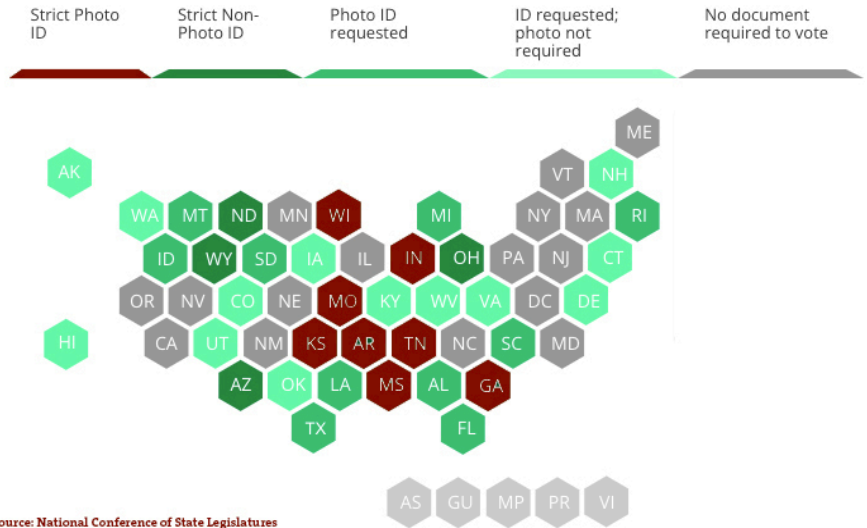 Strict Photo
ID
Strict Non-
Photo ID
Photo ID
requested
ID requested;
photo not
required
No document
required to vote
ME
AK
VT NH
WA MT ND MN WI MI NY MA RI
ID WY SD IA IL IN OH PA NJ CT
OR NV CO NE MO KY WV VA DC DE
HI CA UT NM KS AR TN NC SC MD
AZ OK LA MS AL GA
TX FL
AS GU MP PR VI
ource: National Conference of State Legislatures